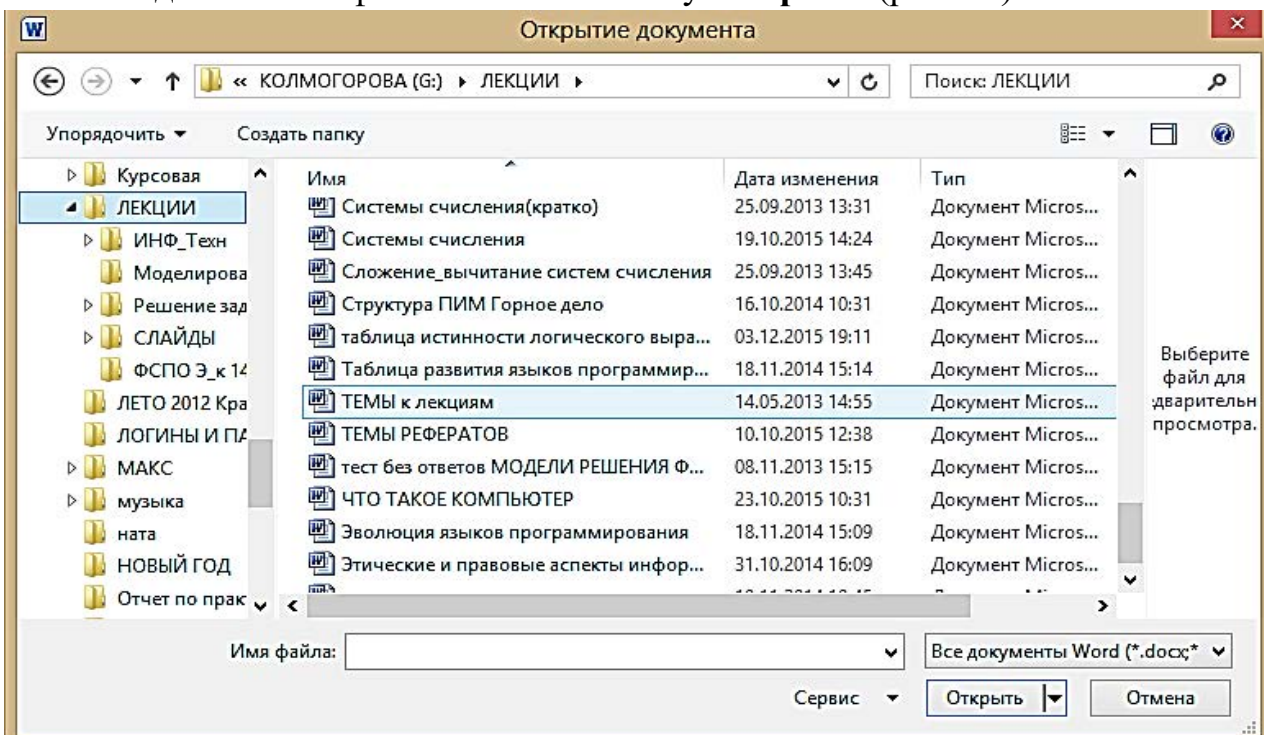 Открытие документа
« КОЛМОГОРОВА (G:) ЛЕКЦИИ
Поиск: ЛЕКЦИИ
Упорядочить Создать папку
Курсовая
ЛЕКЦИИ
ИНФ_Техн
Моделирова
Решение зад
СЛАЙДЫ
ФСПО Э_к 14
ЛЕТО 2012 Кра
ЛОГИНЫ И ПА
МАКС
музыка
ната
НОВЫЙ ГОД
Отчет по прак
Имя Дата изменения Тип
Системы счисления(кратко) 25.09.2013 13:31 Документ Micros...
Системы счисления 19.10.2015 14:24 Документ Micros...
Сложение_вычитание систем счисления 25.09.2013 13:45 Документ Micros...
Структура ПИМ Горное дело 16.10.2014 10:31 Документ Micros...
таблица истинности логического выра... 03.12.2015 19:11 Документ Micros...
Таблица развития языков программир... 18.11.2014 15:14 Документ Micros...
ТЕМЫ к лекциям 14.05.2013 14:55 Документ Micros...
ТЕМЫ РЕФЕРАТОВ 10.10.2015 12:38 Документ Micros...
тест без ответов МОДЕЛИ РЕШЕНИЯ Ф... 08.11.2013 15:15 Документ Micros...
ЧТО ТАКОЕ КОМПЬЮТЕР 23.10.2015 10:31 Документ Micros...
Эволюция языков программирования 18.11.2014 15:09 Документ Micros...
Этические и правовые аспекты инфор... 31.10.2014 16:09 Документ Micros...
Выберите
файл для
дварительн
просмотра.
Имя файла:
Все документы Word (*.docx;*
Сервис Открыть Отмена